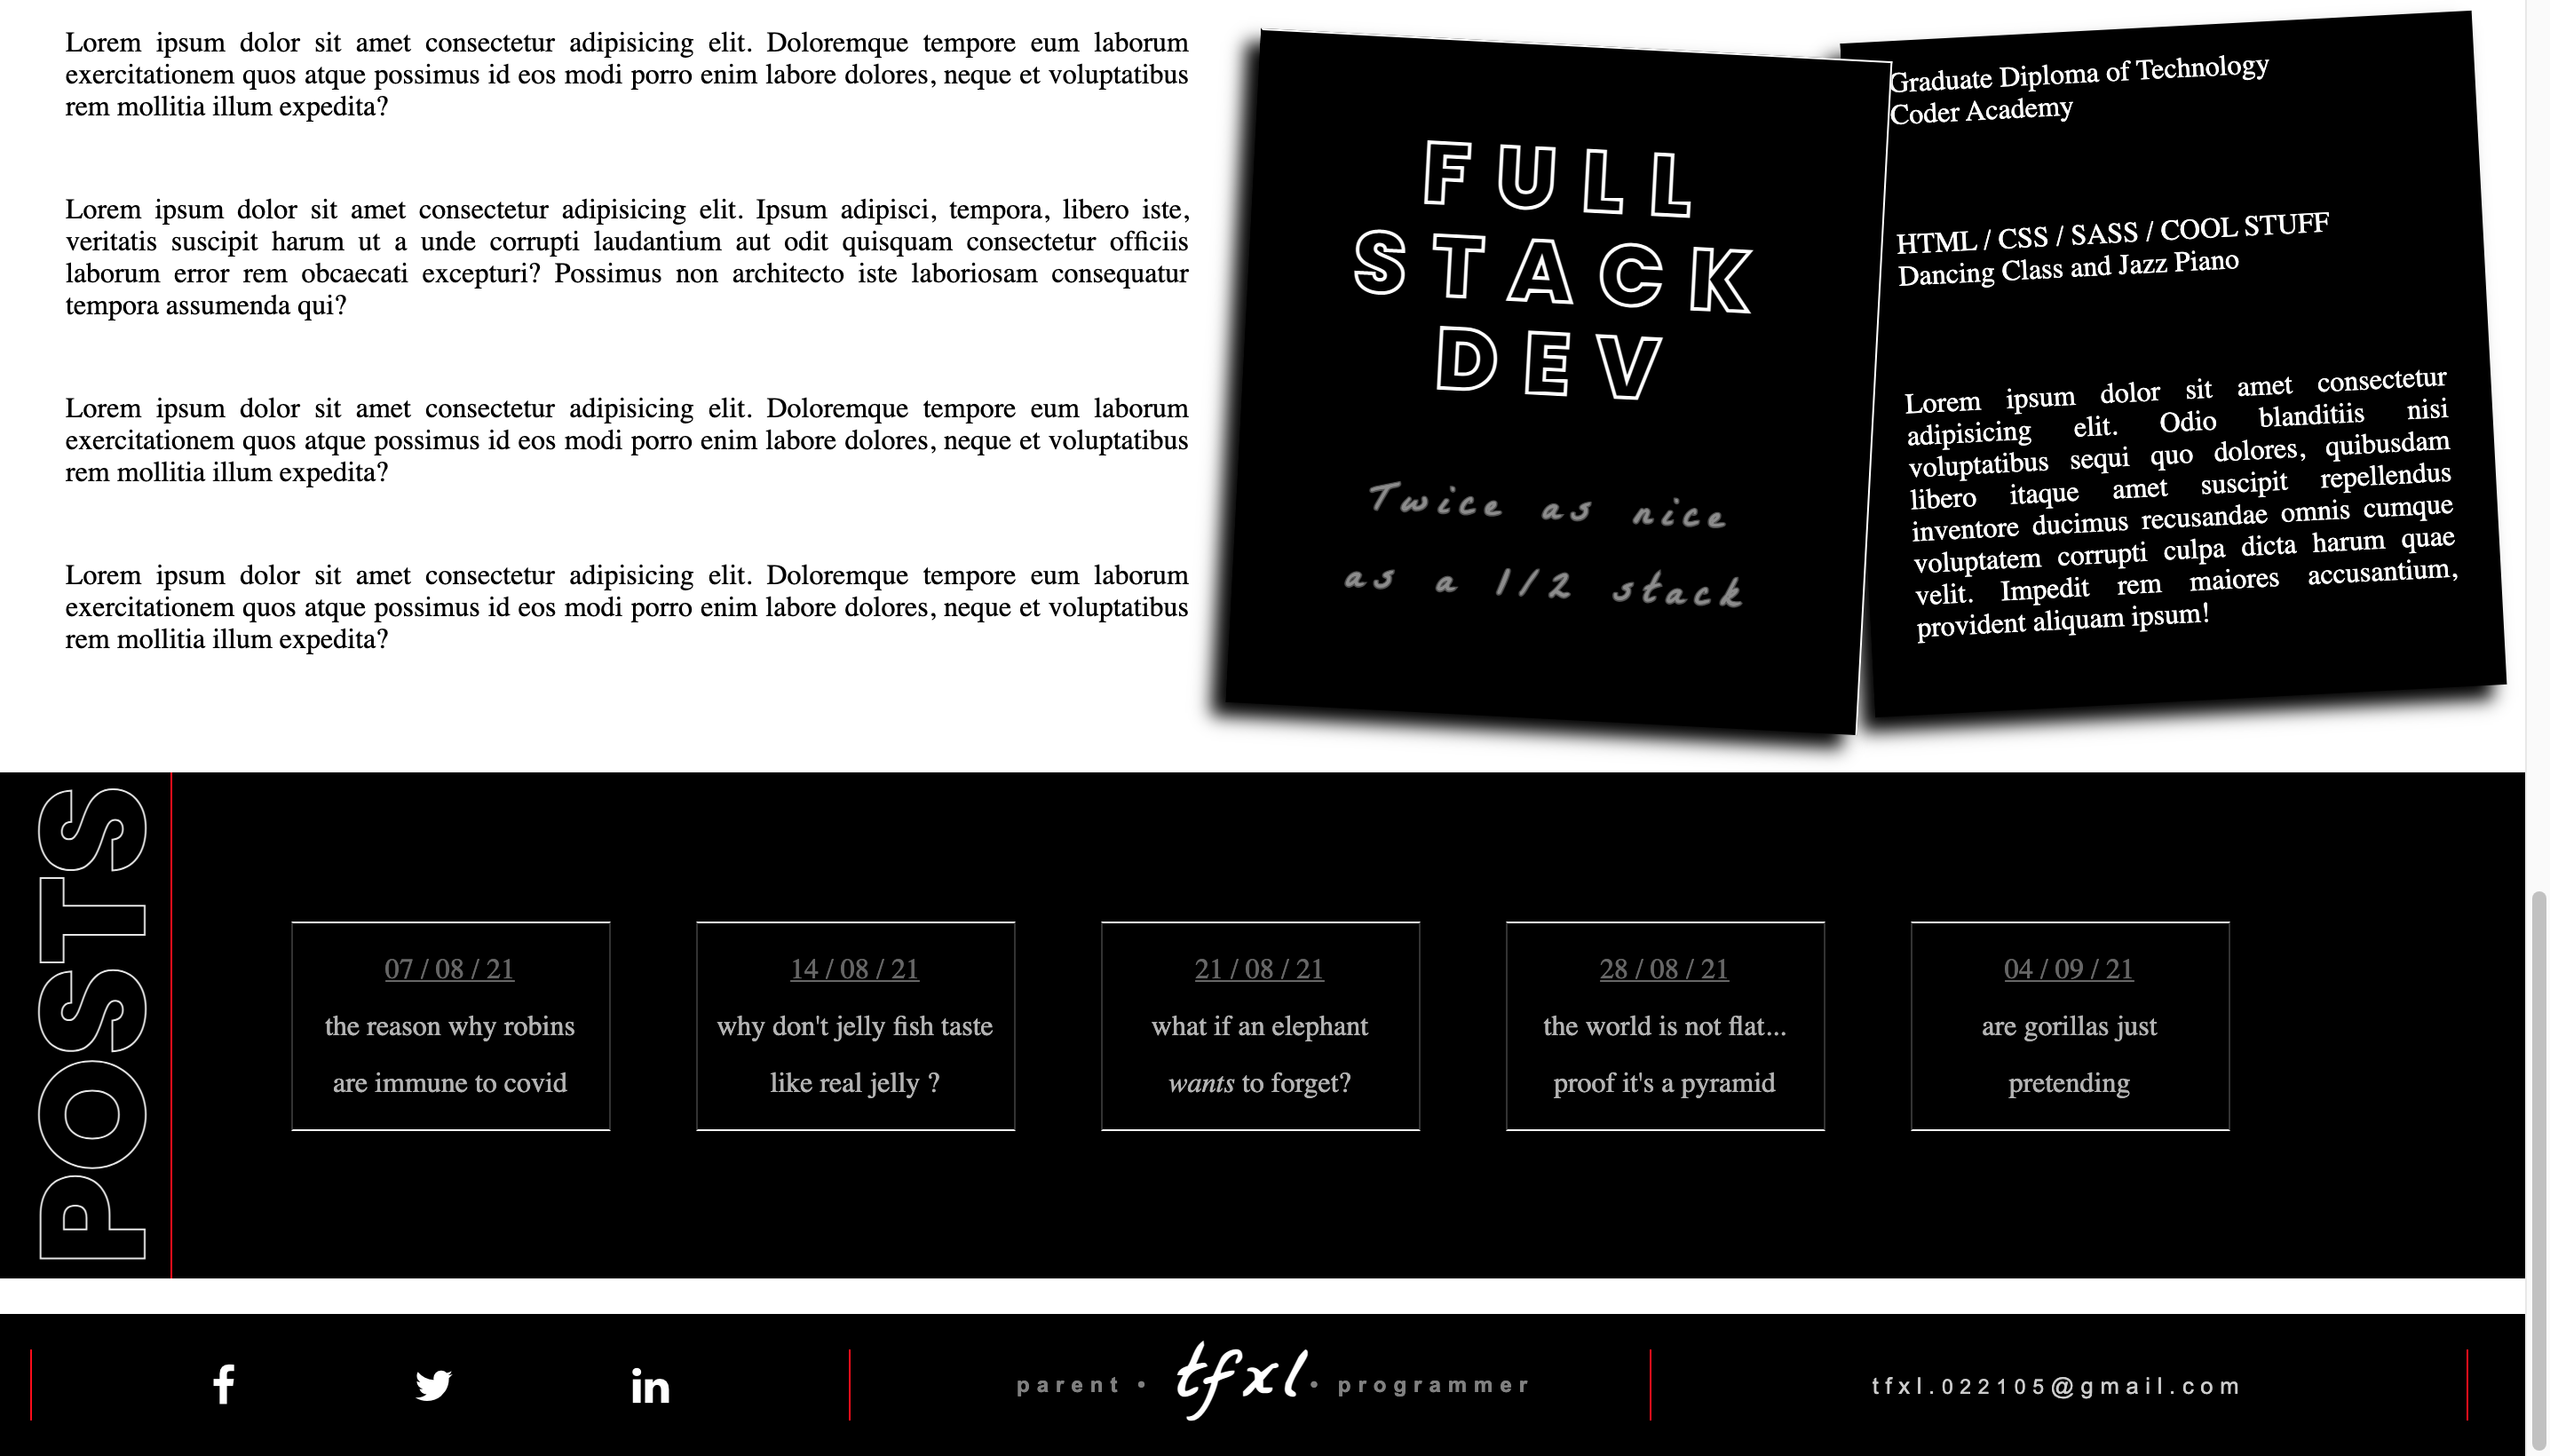 Lorem ipsum dolor sit amet consectetur adipisicing elit. Doloremque tempore eum laborum
exercitationem quos atque possimus id eos modi porro enim labore dolores, neque et voluptatibus
rem mollitia illum expedita?
Lorem ipsum dolor sit amet consectetur adipisicing elit. Ipsum adipisci, tempora, libero iste,
veritatis suscipit harum ut a unde corrupti laudantium aut odit quisquam consectetur officiis
laborum error rem obcaecati excepturi? Possimus non architecto iste laboriosam consequatur
tempora assumenda qui?
Lorem ipsum dolor sit amet consectetur adipisicing elit. Doloremque tempore eum laborum
exercitationem quos atque possimus id eos modi porro enim labore dolores, neque et voluptatibus
rem mollitia illum expedita?
Lorem ipsum dolor sit amet consectetur adipisicing elit. Doloremque tempore eum laborum
exercitationem quos atque possimus id eos modi porro enim labore dolores, neque et voluptatibus
rem mollitia illum expedita?
FULL
STACK
DEV
Twice as nice
as a 1/2 stack
Graduate Diploma of Technology
Coder Academy
HTML / CSS / SASS / COOL STUFF
Dancing Class and Jazz Piano
Lorem ipsum dolor sit amet consectetur
adipisicing elit. Odio blanditiis nisi
voluptatibus sequi quo dolores, quibusdam
libero itaque amet suscipit repellendus
inventore ducimus recusandae omnis cumque
voluptatem corrupti culpa dicta harum quae
velit. Impedit rem maiores accusantium,
provident aliquam ipsum!
POSTS
07 / 08 / 21
the reason why robins
are immune to covid
14 / 08 / 21
why don't jelly fish taste
like real jelly ?
21 / 08 / 21
what if an elephant
wants to forget?
28 / 08 / 21
the world is not flat...
proof it's a pyramid
04 / 09 / 21
are gorillas just
pretending
f
in
parent • tfxl • programmer
tfxl.022105@gmail.com